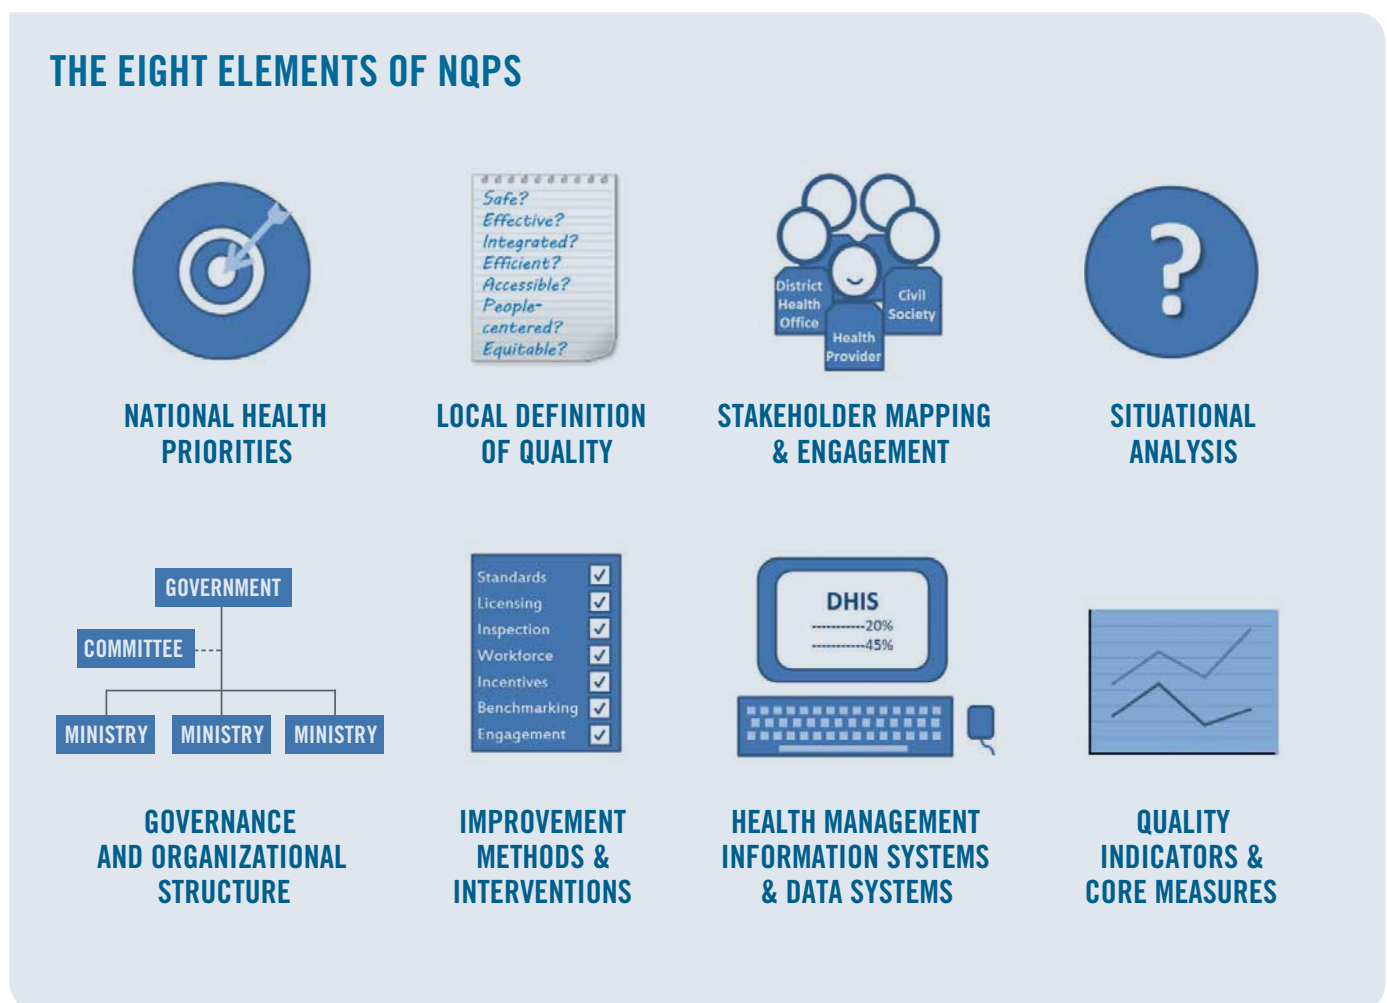 THE EIGHT ELEMENTS OF NQPS
Safe?
Effective?
Integrated?
Efficient?
Accessible?
People-
centered?
Equitable?
District
Health
Office
Civil
Society
Health
Provider
?
NATIONAL HEALTH
PRIORITIES
LOCAL DEFINITION
OF QUALITY
STAKEHOLDER MAPPING
& ENGAGEMENT
SITUATIONAL
ANALYSIS
GOVERNMENT
COMMITTEE
MINISTRY
MINISTRY
MINISTRY
Standards
Licensing
Inspection
Workforce
Incentives
Benchmarking
Engagement
DHIS
-----------20%
-----------45%
GOVERNANCE
AND ORGANIZATIONAL
STRUCTURE
IMPROVEMENT
METHODS &
INTERVENTIONS
HEALTH MANAGEMENT
INFORMATION SYSTEMS
& DATA SYSTEMS
QUALITY
INDICATORS &
CORE MEASURES